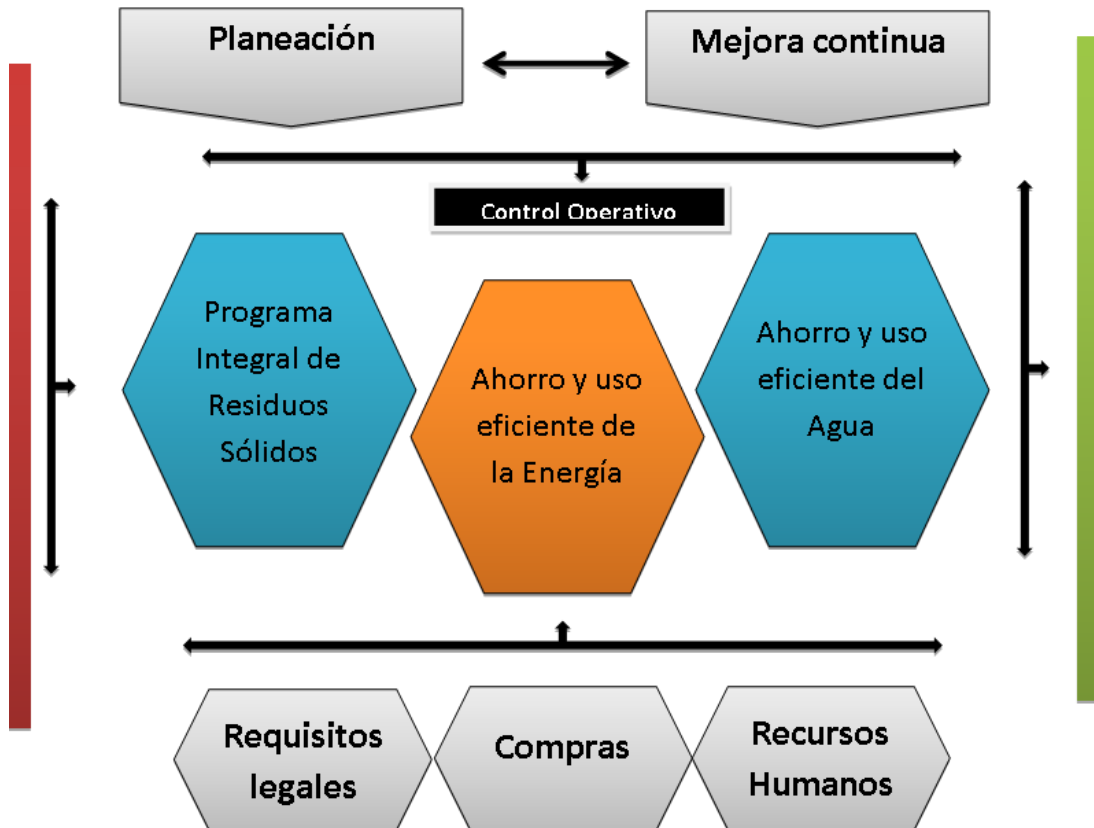 Planeación
Mejora continua
Control Operativo
Programa
Integral de
Residuos
Sólidos
Ahorro y uso
eficiente de
la Energía
Ahorro y uso
eficiente del
Agua
Requisitos
legales
Compras
Recursos
Humanos